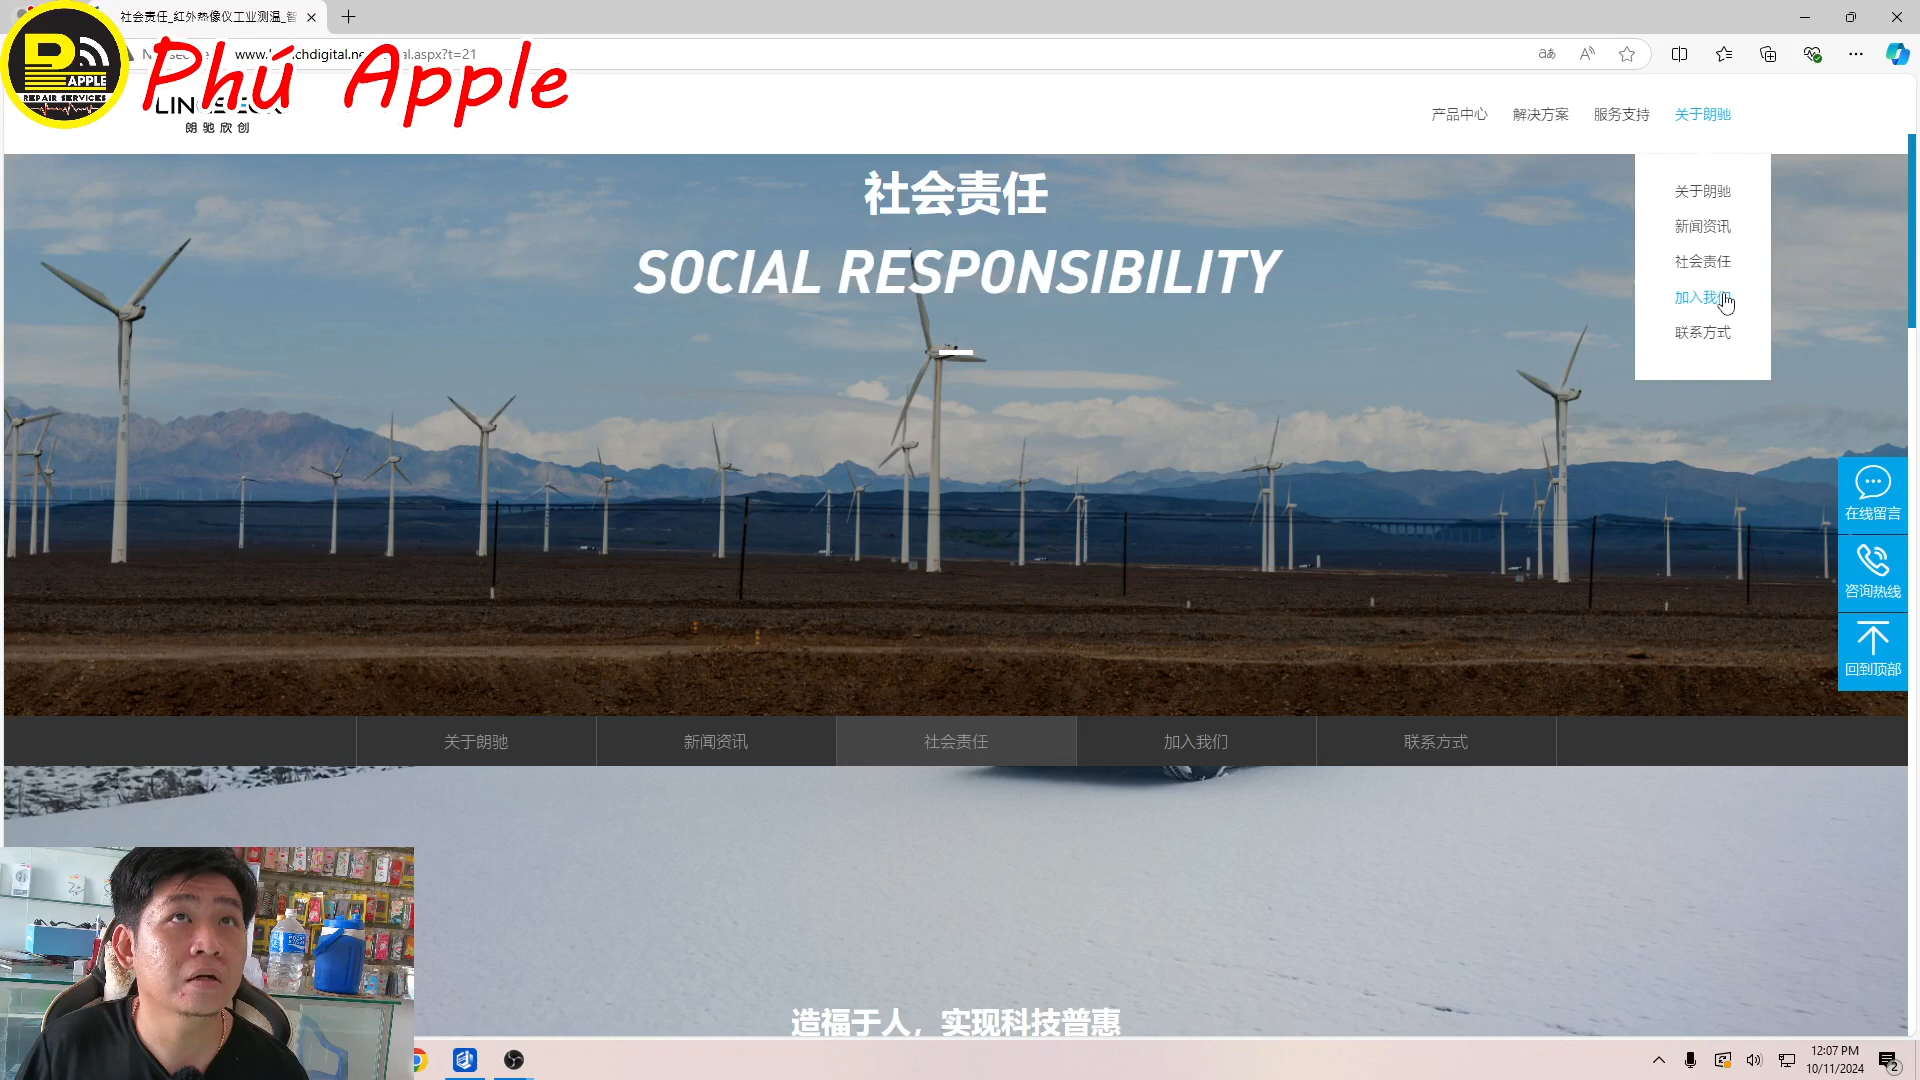 社会责任_红外热像仪工业测温_智
al.aspx?t=21
Phú Apple
APPLE
REPAIR SERVICES
朗驰欣创
产品中心
解决方案
服务支持
关于朗驰
社会责任
SOCIAL RESPONSIBILITY
关于朗驰
新闻资讯
社会责任
加入我们
联系方式
在线留言
咨询热线
回到顶部
关于朗驰
新闻资讯
社会责任
加入我们
联系方式
造福于人，实现科技普惠
12:07 PM
10/11/2024
2